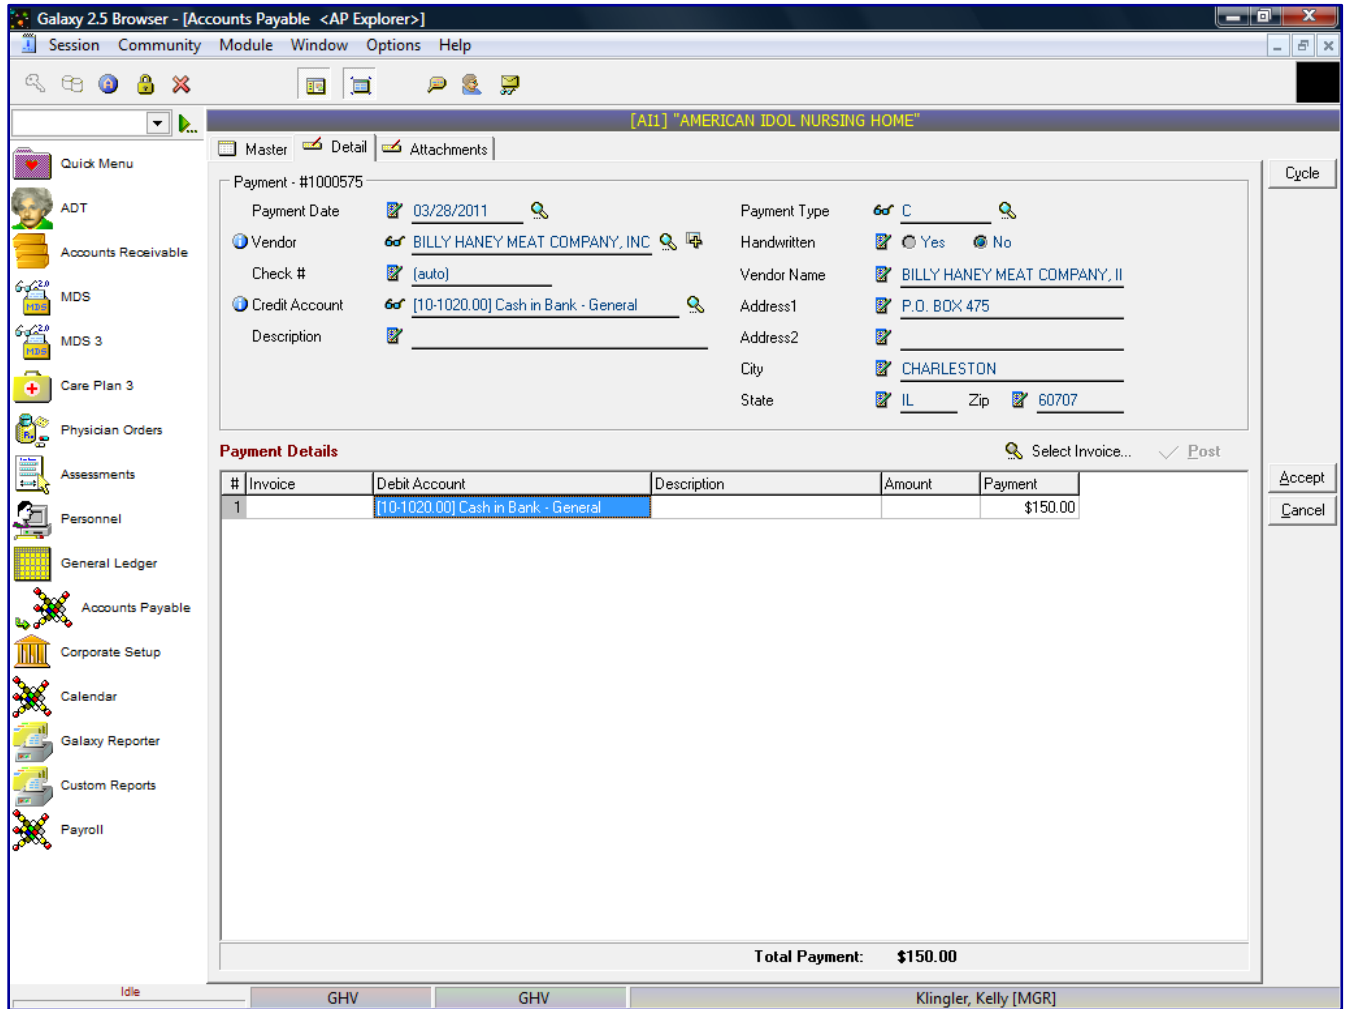 Galaxy 2.5 Browser - [Accounts Payable <AP Explorer>]
Session Community Module Window Options Help
[AI1] "AMERICAN IDOL NURSING HOME"
Master Detail Attachments
Quick Menu
ADT
Accounts Receivable
MDS
MDS 3
Care Plan 3
Physician Orders
Assessments
Personnel
General Ledger
Accounts Payable
Corporate Setup
Calendar
Galaxy Reporter
Custom Reports
Payroll
Payment - #1000575
Payment Date 03/28/2011 Payment Type C
Vendor BILLY HANEY MEAT COMPANY, INC Handwritten Yes No
Check # (auto) Vendor Name BILLY HANEY MEAT COMPANY, II
Credit Account [10-1020.00] Cash in Bank - General Address1 P.O. BOX 475
Description Address2
City CHARLESTON
State IL Zip 60707
Payment Details Select Invoice... Post
# Invoice Debit Account Description Amount Payment
1 [10-1020.00] Cash in Bank - General $150.00
Total Payment: $150.00
Cycle
Accept
Cancel
Idle GHV GHV Klingler, Kelly [MGR]